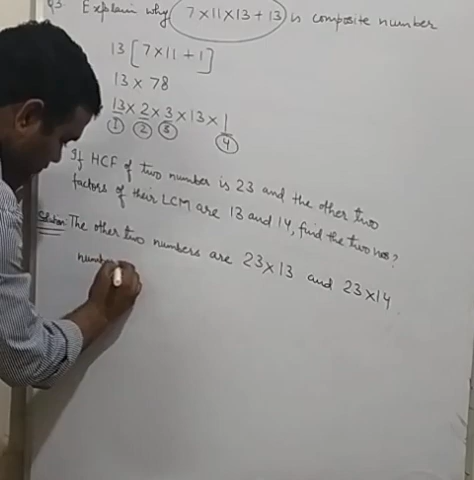 Q3. Explain why 7×11×13+13 is composite number
13 [7×11+1]
13 × 78
13 × 2 × 3 × 13 × 1
1 2 3 4
If HCF of two number is 23 and the other two
factors of their LCM are 13 and 14, find the two nos?
Solution: The other two numbers are 23×13 and 23×14
numbe